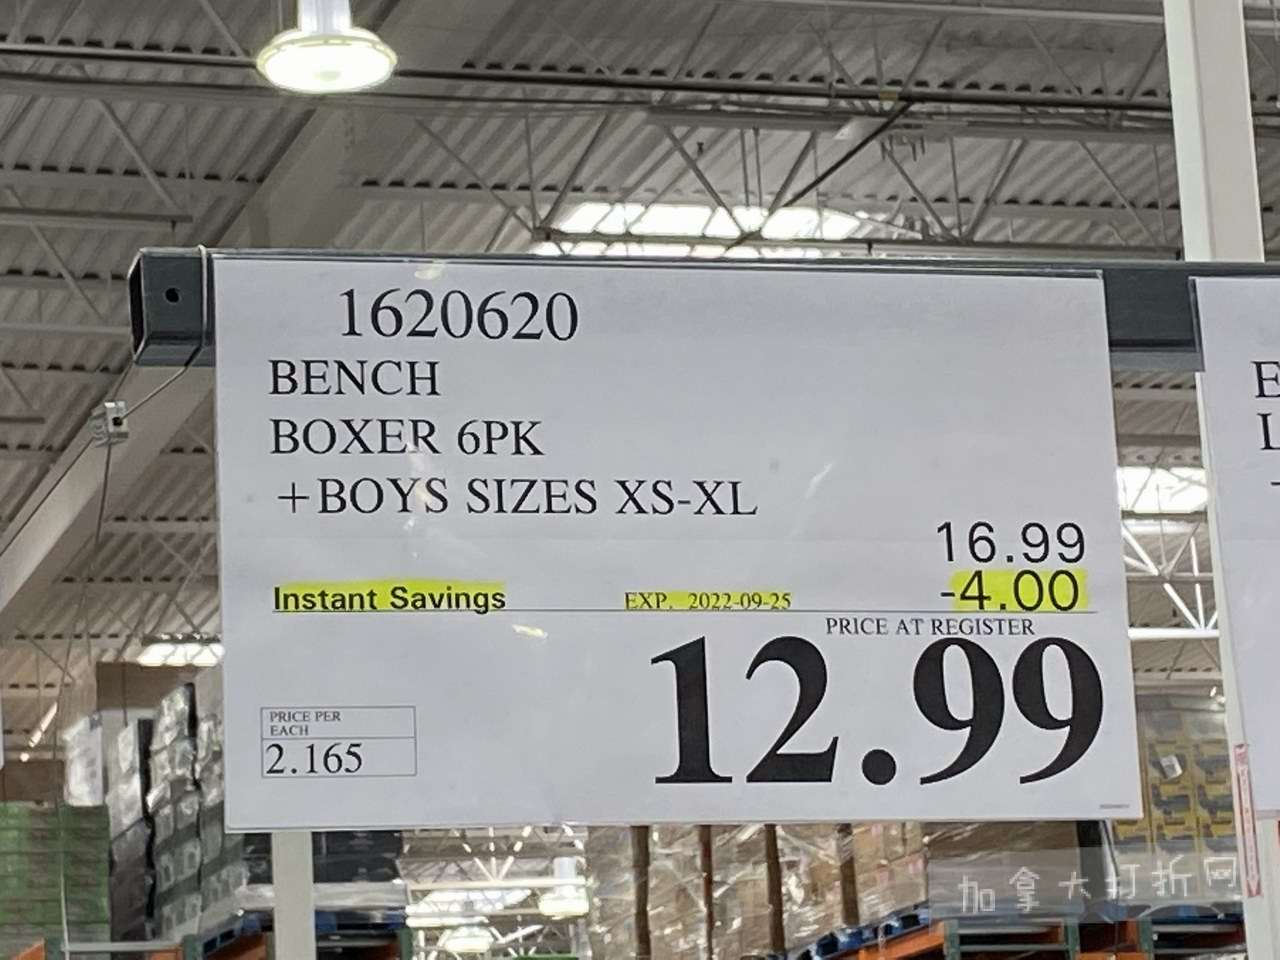 1620620
BENCH
BOXER 6PK
+BOYS SIZES XS-XL
16.99
Instant Savings EXP. 2022-09-25 -4.00
PRICE AT REGISTER
12.99
PRICE PER
EACH
2.165
E
L
加拿大打折网